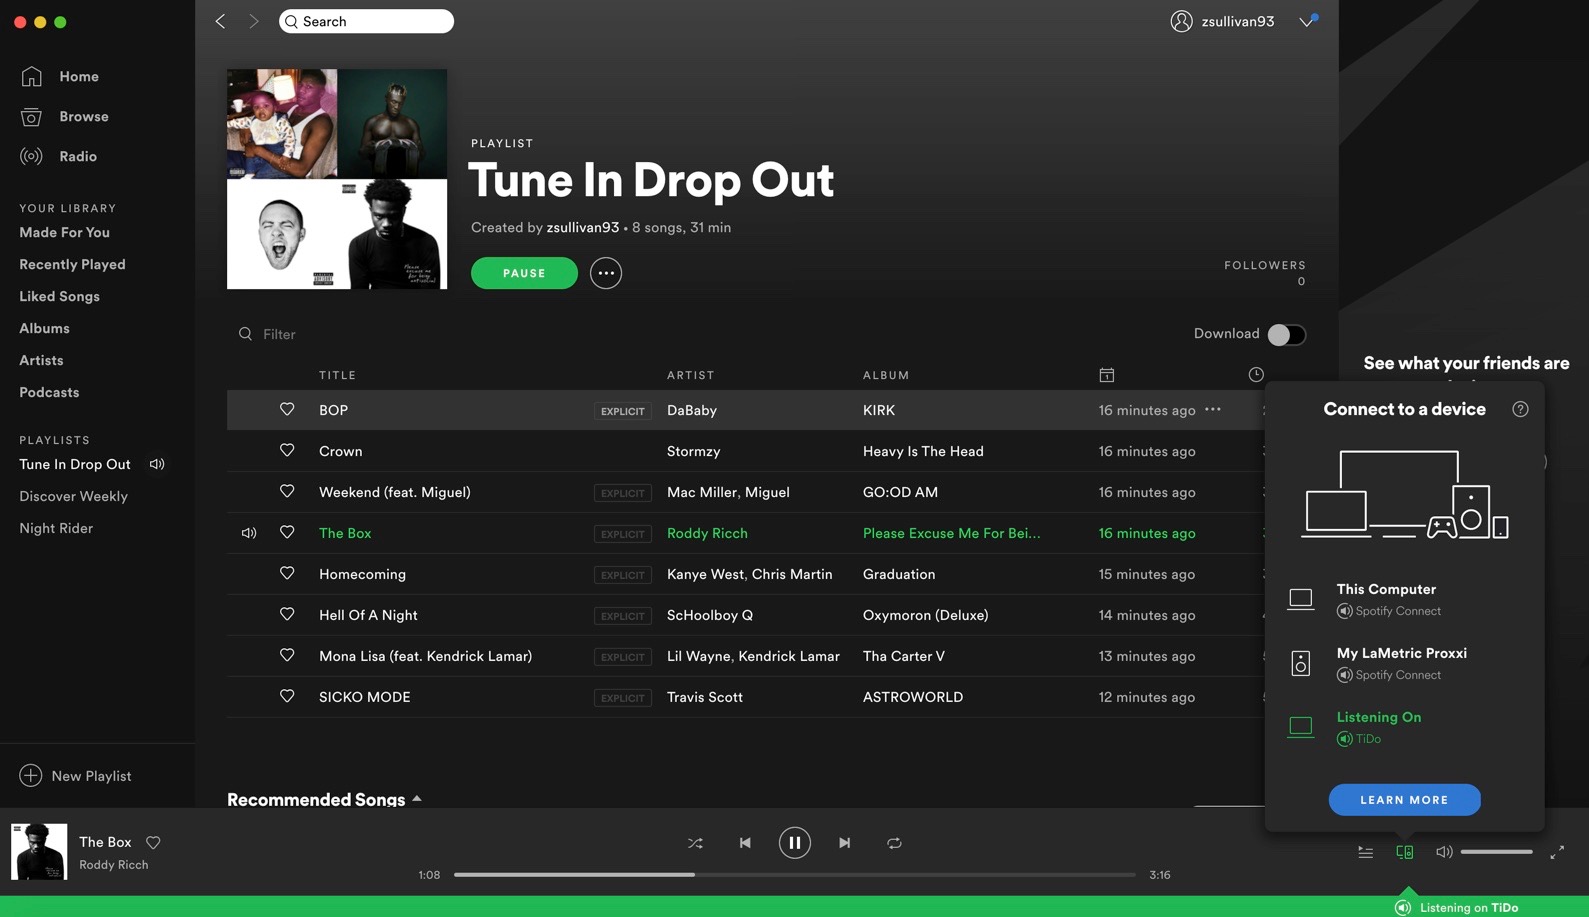 Search
zsullivan93
Home
Browse
Radio
YOUR LIBRARY
Made For You
Recently Played
Liked Songs
Albums
Artists
Podcasts
PLAYLISTS
Tune In Drop Out
Discover Weekly
Night Rider
New Playlist
PLAYLIST
Tune In Drop Out
Created by zsullivan93 • 8 songs, 31 min
PAUSE
FOLLOWERS
0
Filter
Download
TITLE ARTIST ALBUM
BOP EXPLICIT DaBaby KIRK 16 minutes ago
Crown Stormzy Heavy Is The Head 16 minutes ago
Weekend (feat. Miguel) EXPLICIT Mac Miller, Miguel GO:OD AM 16 minutes ago
The Box EXPLICIT Roddy Ricch Please Excuse Me For Bei... 16 minutes ago
Homecoming EXPLICIT Kanye West, Chris Martin Graduation 15 minutes ago
Hell Of A Night EXPLICIT ScHoolboy Q Oxymoron (Deluxe) 14 minutes ago
Mona Lisa (feat. Kendrick Lamar) EXPLICIT Lil Wayne, Kendrick Lamar Tha Carter V 13 minutes ago
SICKO MODE EXPLICIT Travis Scott ASTROWORLD 12 minutes ago
Recommended Songs
See what your friends are
Connect to a device
?
This Computer
Spotify Connect
My LaMetric Proxxi
Spotify Connect
Listening On
TiDo
LEARN MORE
The Box
Roddy Ricch
1:08
3:16
Listening on TiDo